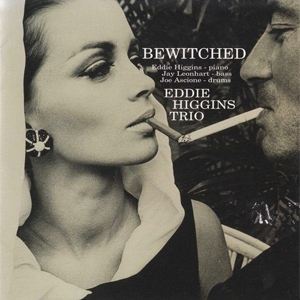 BEWITCHED
Eddie Higgins - piano
Jay Leonhart - bass
Joe Ascione - drums
EDDIE
HIGGINS
TRIO